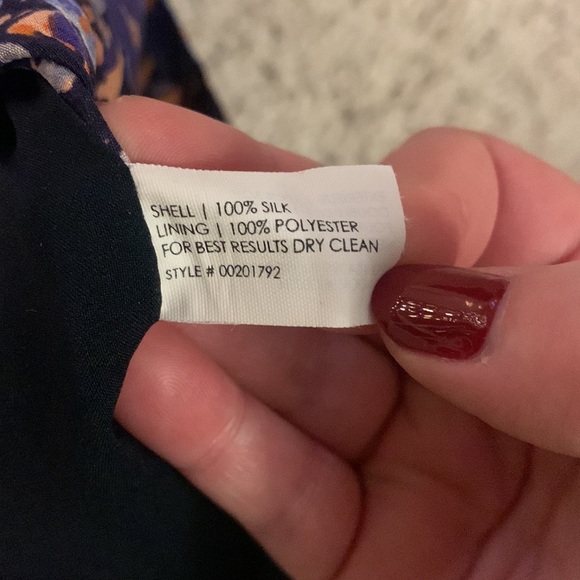 SHELL | 100% SILK
LINING | 100% POLYESTER
FOR BEST RESULTS DRY CLEAN
STYLE # 00201792